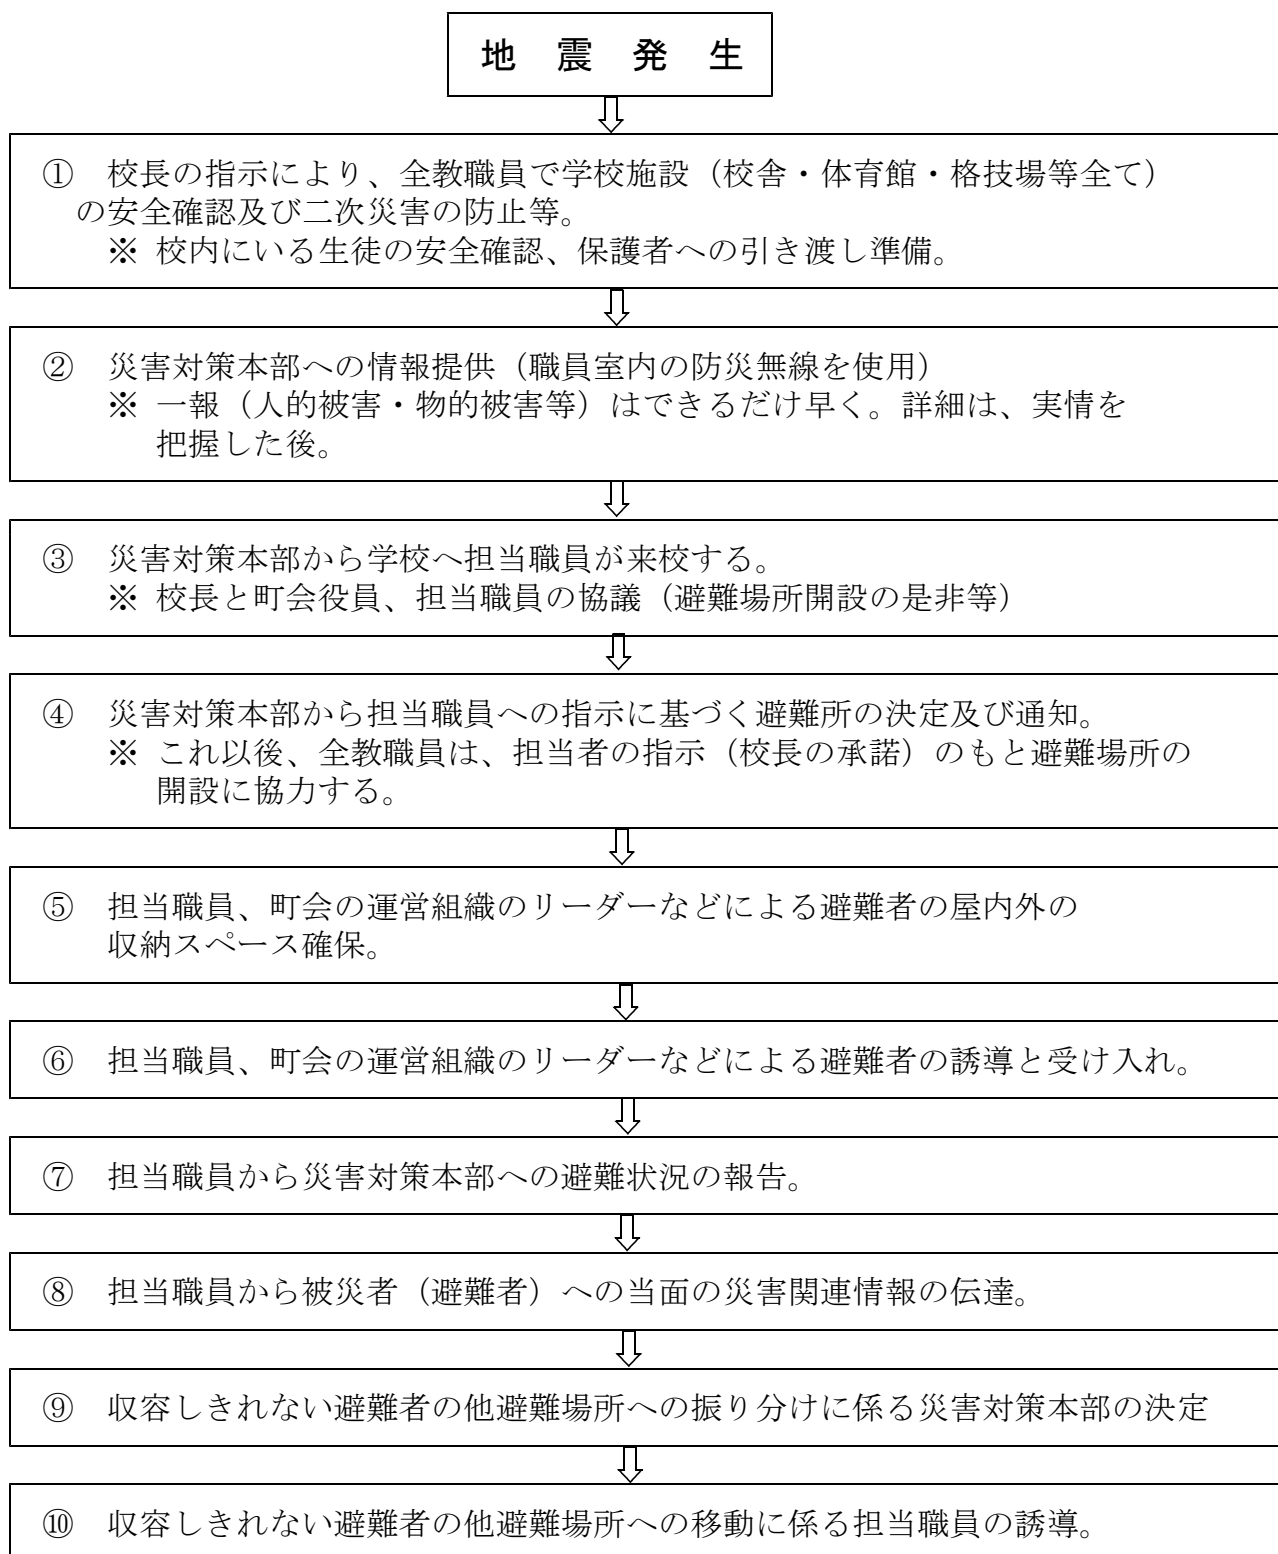 地 震 発 生
① 校長の指示により、全教職員で学校施設(校舎・体育館・格技場等全て)
の安全確認及び二次災害の防止等。
※ 校内にいる生徒の安全確認、保護者への引き渡し準備。
② 災害対策本部への情報提供(職員室内の防災無線を使用)
※ 一報(人的被害・物的被害等)はできるだけ早く。詳細は、実情を
把握した後。
③ 災害対策本部から学校へ担当職員が来校する。
※ 校長と町会役員、担当職員の協議(避難場所開設の是非等)
④ 災害対策本部から担当職員への指示に基づく避難所の決定及び通知。
※ これ以後、全教職員は、担当者の指示(校長の承諾)のもと避難場所の
開設に協力する。
⑤ 担当職員、町会の運営組織のリーダーなどによる避難者の屋内外の
収納スペース確保。
⑥ 担当職員、町会の運営組織のリーダーなどによる避難者の誘導と受け入れ。
⑦ 担当職員から災害対策本部への避難状況の報告。
⑧ 担当職員から被災者(避難者)への当面の災害関連情報の伝達。
⑨ 収容しきれない避難者の他避難場所への振り分けに係る災害対策本部の決定
⑩ 収容しきれない避難者の他避難場所への移動に係る担当職員の誘導。